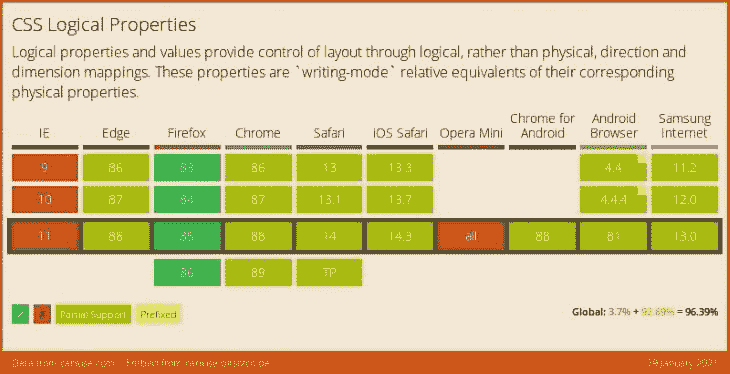 CSS Logical Properties
Logical properties and values provide control of layout through logical, rather than physical, direction and
dimension mappings. These properties are `writing-mode` relative equivalents of their corresponding
physical properties.
IE Edge Firefox Chrome Safari iOS Safari Opera Mini Chrome for Android Android Browser Samsung Internet
9 86 83 86 13 13.3 4.4 11.2
10 87 84 87 13.1 13.7 4.4.4 12.0
11 88 85 88 14 14.3 all 88 81 13.0
86 89 TP
✓ ✗ Partial Support Prefixed Global: 3.7% + 92.69% = 96.39%
Data from caniuse.com Embed from caniuse.bitsofco.de 29 January 2021